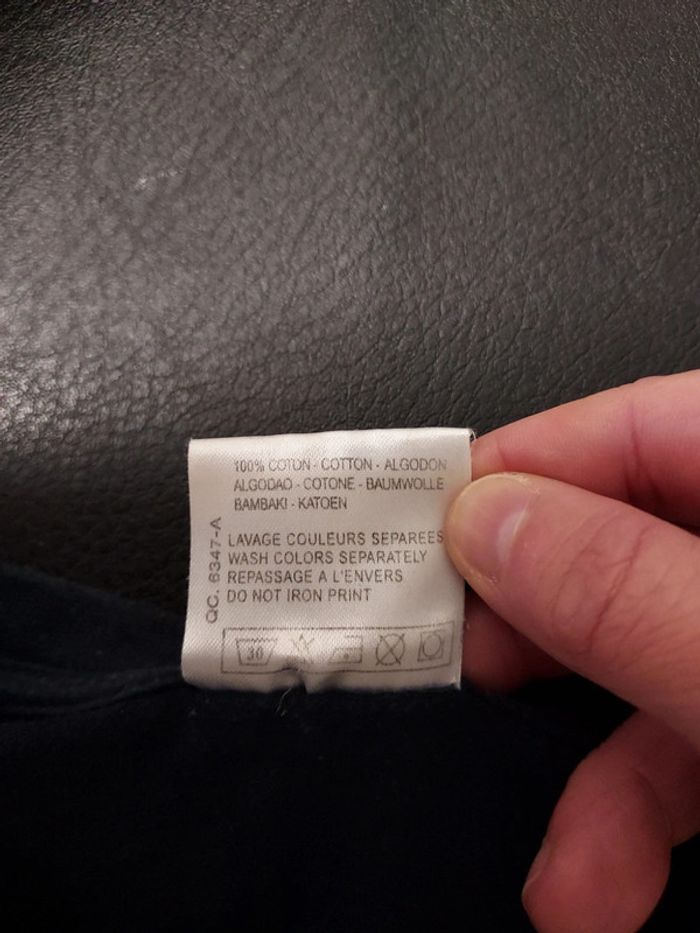 100% COTON - COTTON - ALGODON
ALGODAO - COTONE - BAUMWOLLE
BAMBAKI - KATOEN
QC. 6347-A
LAVAGE COULEURS SEPAREES
WASH COLORS SEPARATELY
REPASSAGE A L'ENVERS
DO NOT IRON PRINT
30